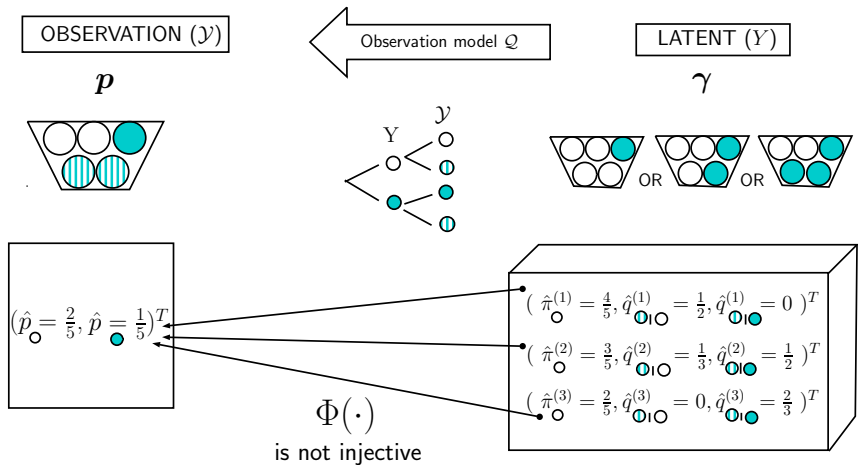 OBSERVATION (𝒴)
Observation model 𝒬
LATENT (Y)
p
γ
Y
𝒴
OR
OR
(p̂ = 2/5, p̂ = 1/5)^T
( π̂^(1) = 4/5, q̂^(1) | = 1/2, q̂^(1) | = 0 )^T
( π̂^(2) = 3/5, q̂^(2) | = 1/3, q̂^(2) | = 1/2 )^T
( π̂^(3) = 2/5, q̂^(3) | = 0, q̂^(3) | = 2/3 )^T
Φ(·)
is not injective